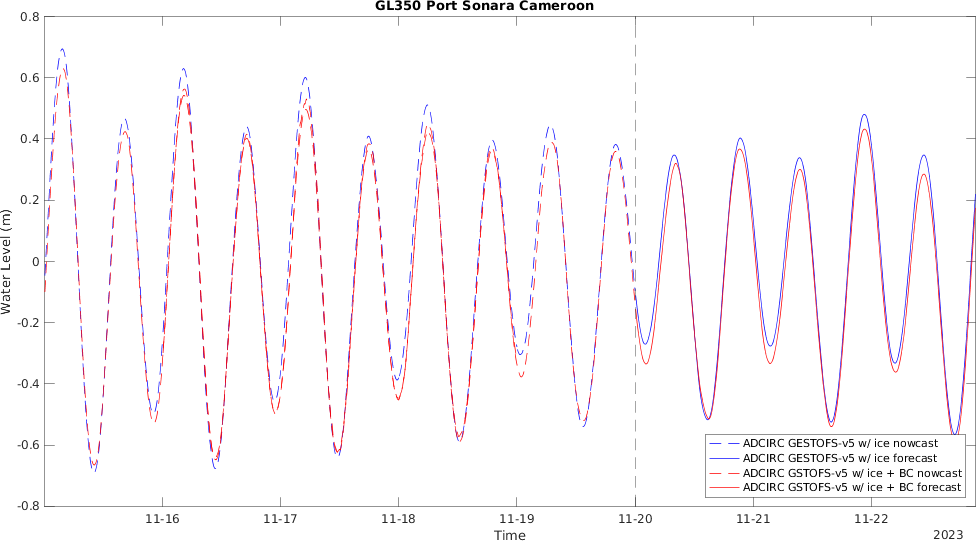 GL350 Port Sonara Cameroon
0.8
0.6
0.4
0.2
0
-0.2
-0.4
-0.6
-0.8
Water Level (m)
11-16
11-17
11-18
11-19
11-20
11-21
11-22
Time
2023
ADCIRC GESTOFS-v5 w/ ice nowcast
ADCIRC GESTOFS-v5 w/ ice forecast
ADCIRC GSTOFS-v5 w/ ice + BC nowcast
ADCIRC GSTOFS-v5 w/ ice + BC forecast